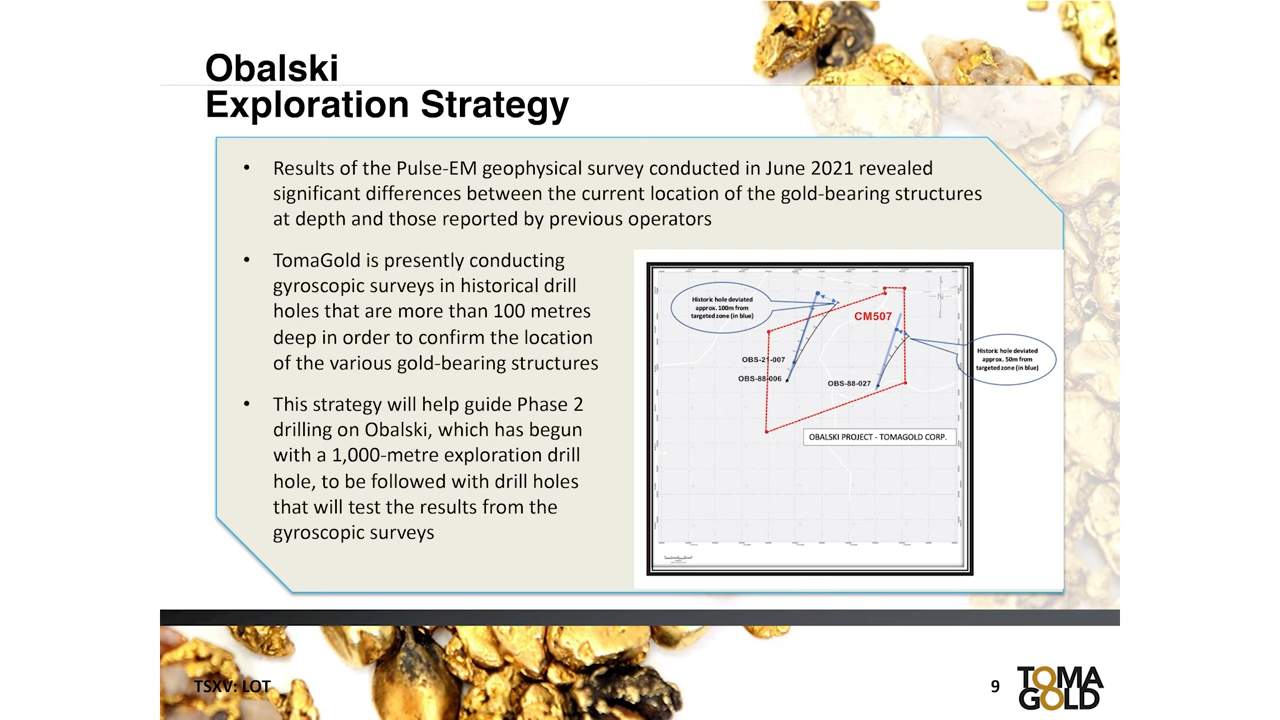 Obalski
Exploration Strategy
• Results of the Pulse-EM geophysical survey conducted in June 2021 revealed
significant differences between the current location of the gold-bearing structures
at depth and those reported by previous operators
• TomaGold is presently conducting
gyroscopic surveys in historical drill
holes that are more than 100 metres
deep in order to confirm the location
of the various gold-bearing structures
• This strategy will help guide Phase 2
drilling on Obalski, which has begun
with a 1,000-metre exploration drill
hole, to be followed with drill holes
that will test the results from the
gyroscopic surveys
Historic hole deviated
approx. 100m from
targeted zone (in blue)
CM507
Historic hole deviated
approx. 50m from
targeted zone (in blue)
OBS-21-007
OBS-88-006
OBS-88-027
OBALSKI PROJECT - TOMAGOLD CORP.
TSXV: LOT
9
TOMA
GOLD